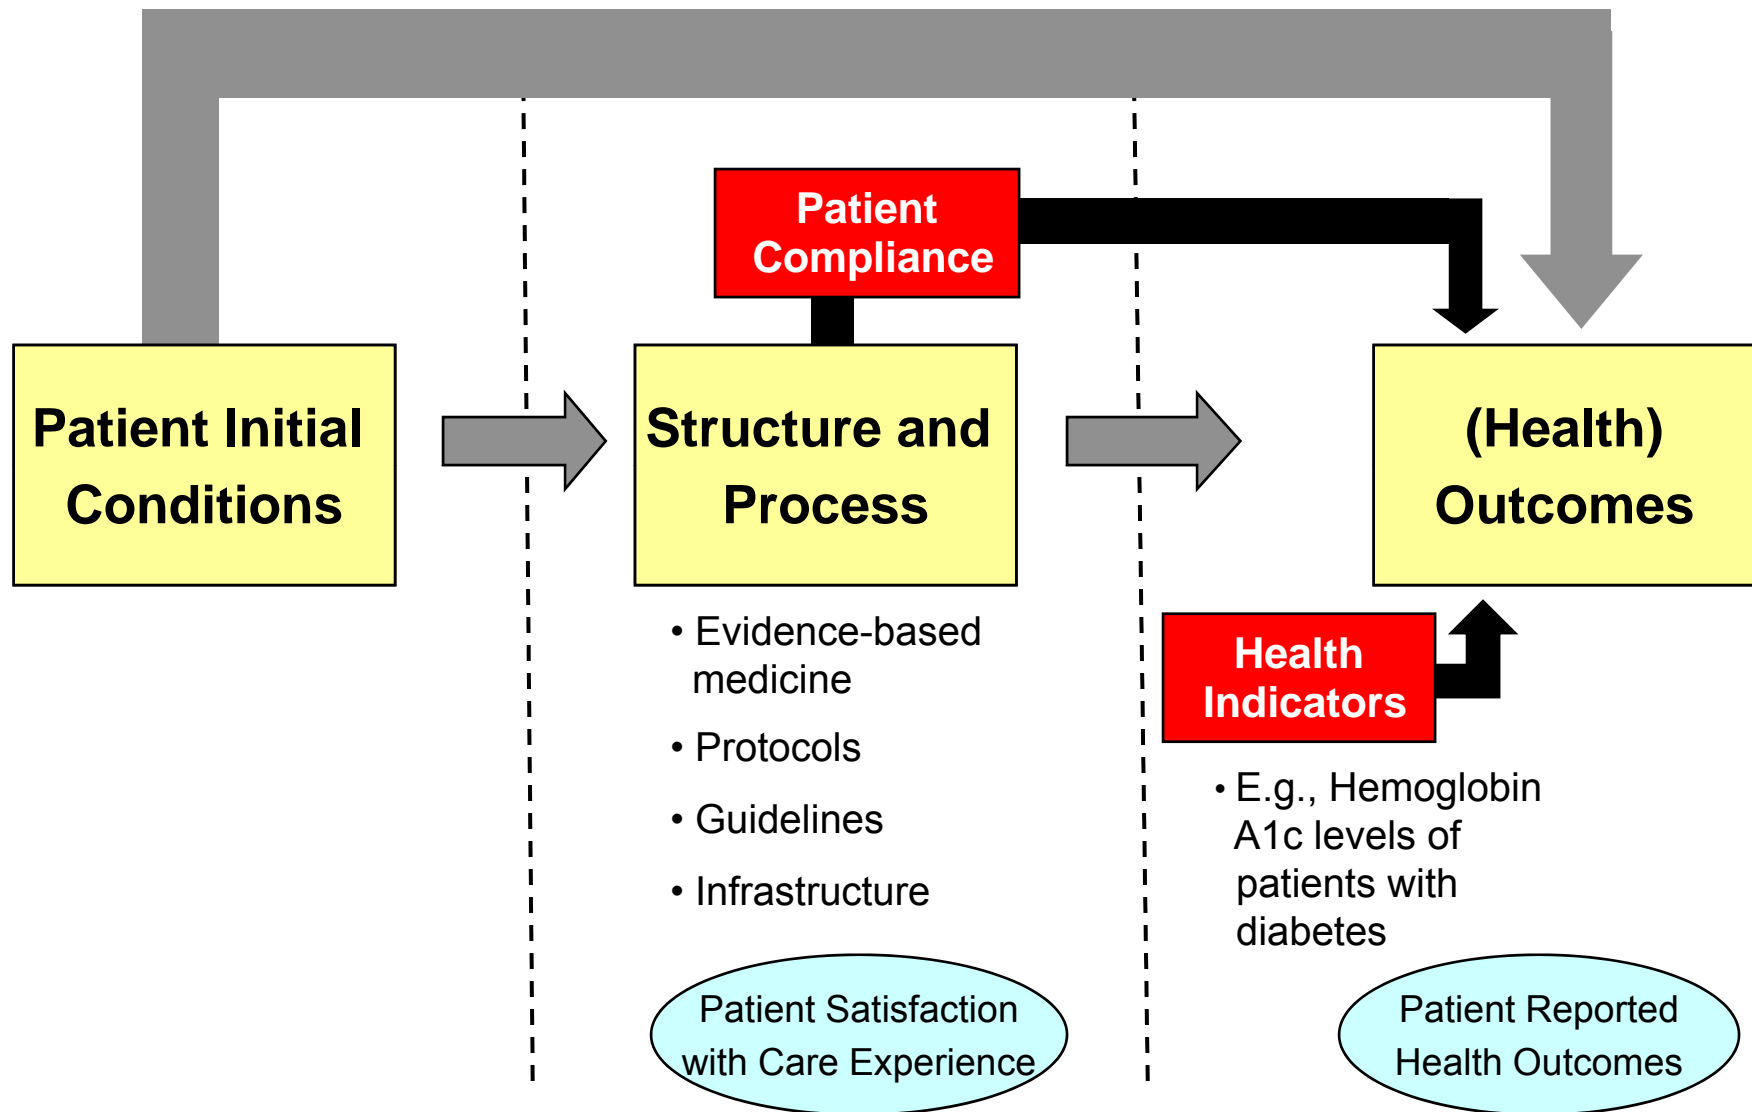 Patient
Compliance
Patient Initial
Conditions
Structure and
Process
(Health)
Outcomes
• Evidence-based
medicine
• Protocols
• Guidelines
• Infrastructure
Health
Indicators
• E.g., Hemoglobin
A1c levels of
patients with
diabetes
Patient Satisfaction
with Care Experience
Patient Reported
Health Outcomes